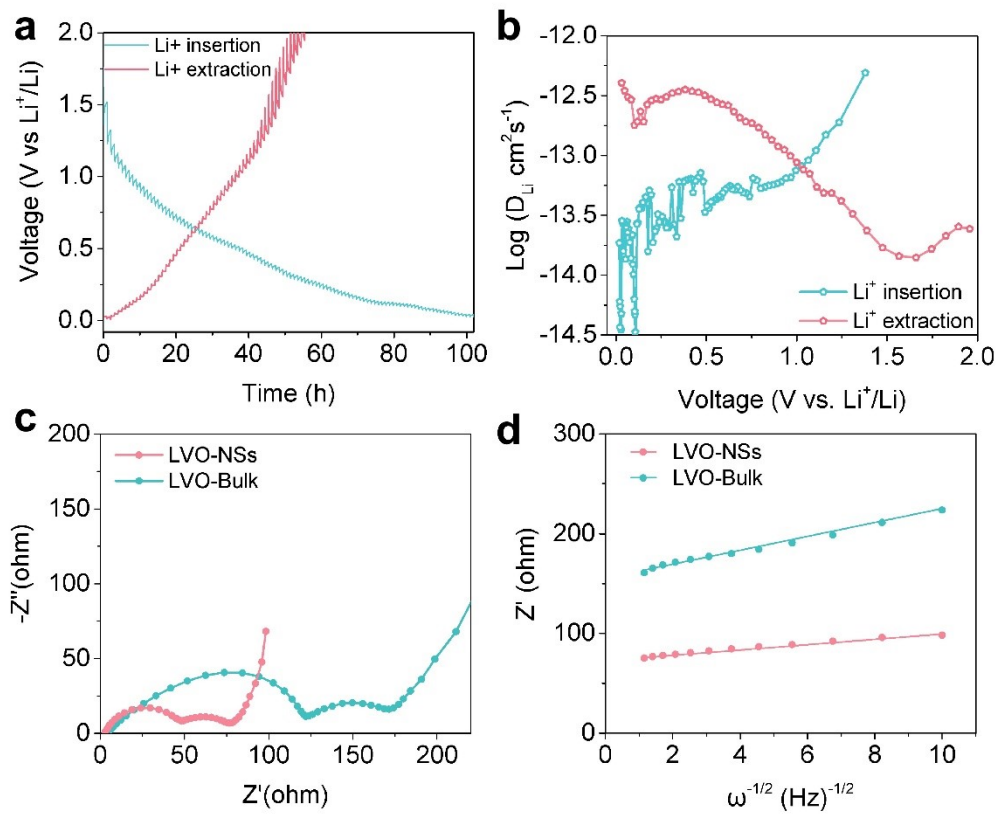 a
2.0
1.5
1.0
0.5
0.0
Voltage (V vs Li⁺/Li)
Li+ insertion
Li+ extraction
0 20 40 60 80 100
Time (h)
b
-12.0
-12.5
-13.0
-13.5
-14.0
-14.5
Log (D_Li cm²s⁻¹)
Li⁺ insertion
Li⁺ extraction
0.0 0.5 1.0 1.5 2.0
Voltage (V vs. Li⁺/Li)
c
200
150
100
50
0
-Z''(ohm)
LVO-NSs
LVO-Bulk
0 50 100 150 200
Z'(ohm)
d
300
200
100
0
Z' (ohm)
LVO-NSs
LVO-Bulk
0 2 4 6 8 10
ω⁻¹/² (Hz)⁻¹/²